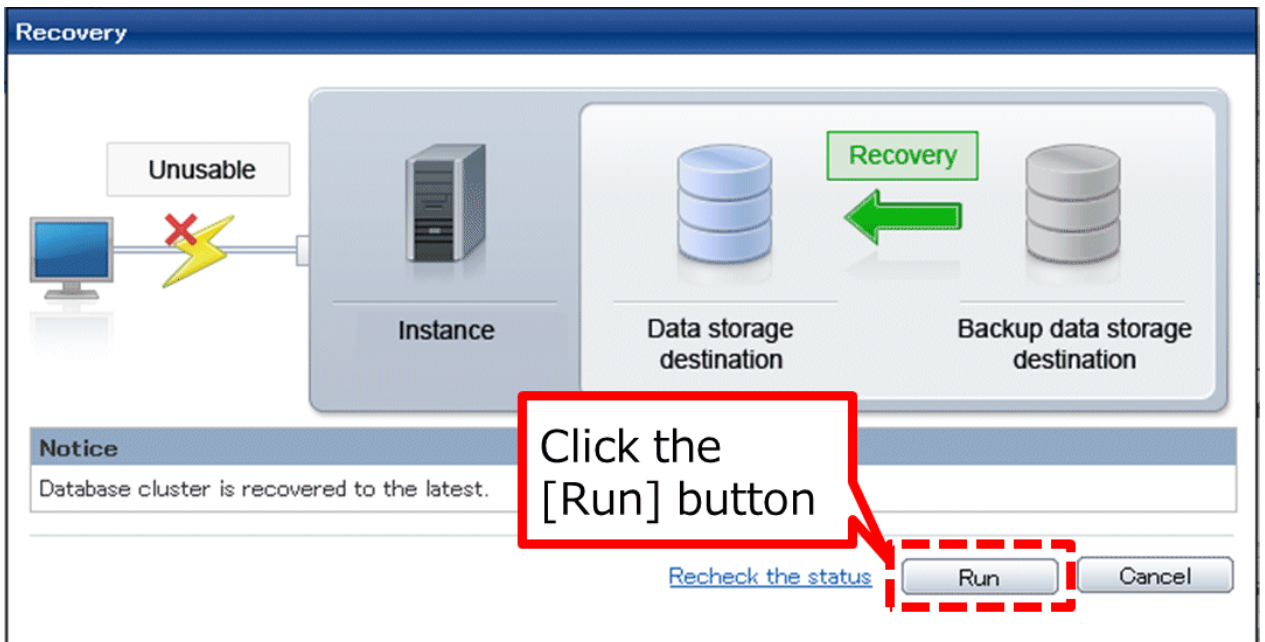 Recovery
Unusable
Recovery
Instance
Data storage
destination
Backup data storage
destination
Notice
Database cluster is recovered to the latest.
Click the
[Run] button
Recheck the status
Run
Cancel